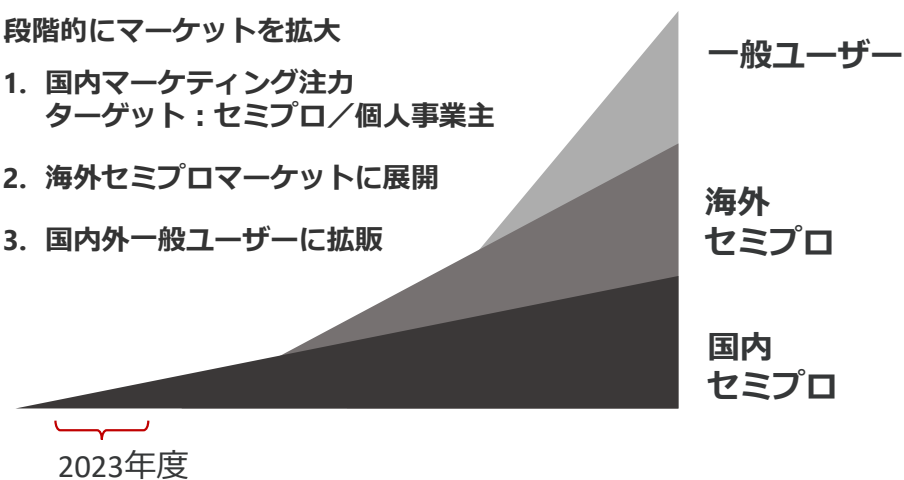 段階的にマーケットを拡大
1. 国内マーケティング注力
ターゲット：セミプロ／個人事業主
2. 海外セミプロマーケットに展開
3. 国内外一般ユーザーに拡販
一般ユーザー
海外
セミプロ
国内
セミプロ
2023年度